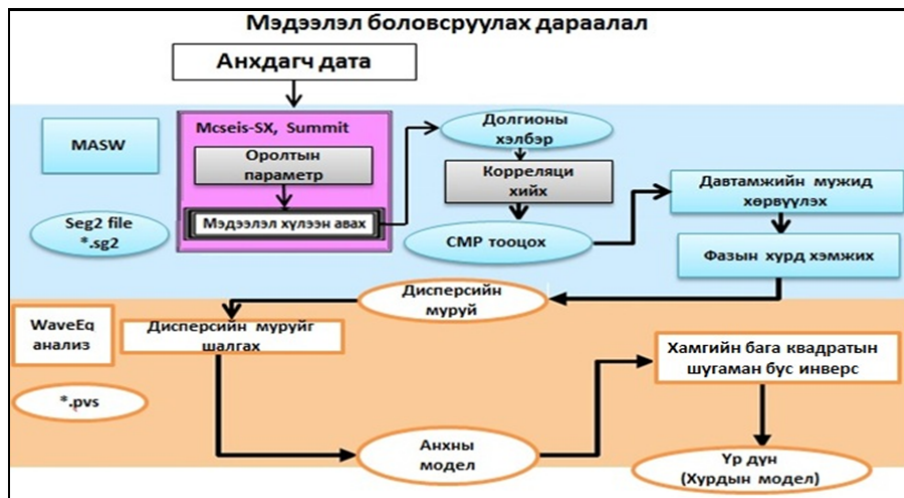 Мэдээлэл боловсруулах дараалал
Анхдагч дата
MASW
Mcseis-SX, Summit
Оролтын
параметр
Мэдээлэл хүлээн авах
Seg2 file
*.sg2
Долгионы
хэлбэр
Корреляци
хийх
CMP тооцох
Давтамжийн мужид
хөрвүүлэх
Фазын хурд хэмжих
Дисперсийн
муруй
WaveEq
анализ
Дисперсийн муруйг
шалгах
*.pvs
Анхны
модел
Хамгийн бага квадратын
шугаман бус инверс
Үр дүн
(Хурдын модел)